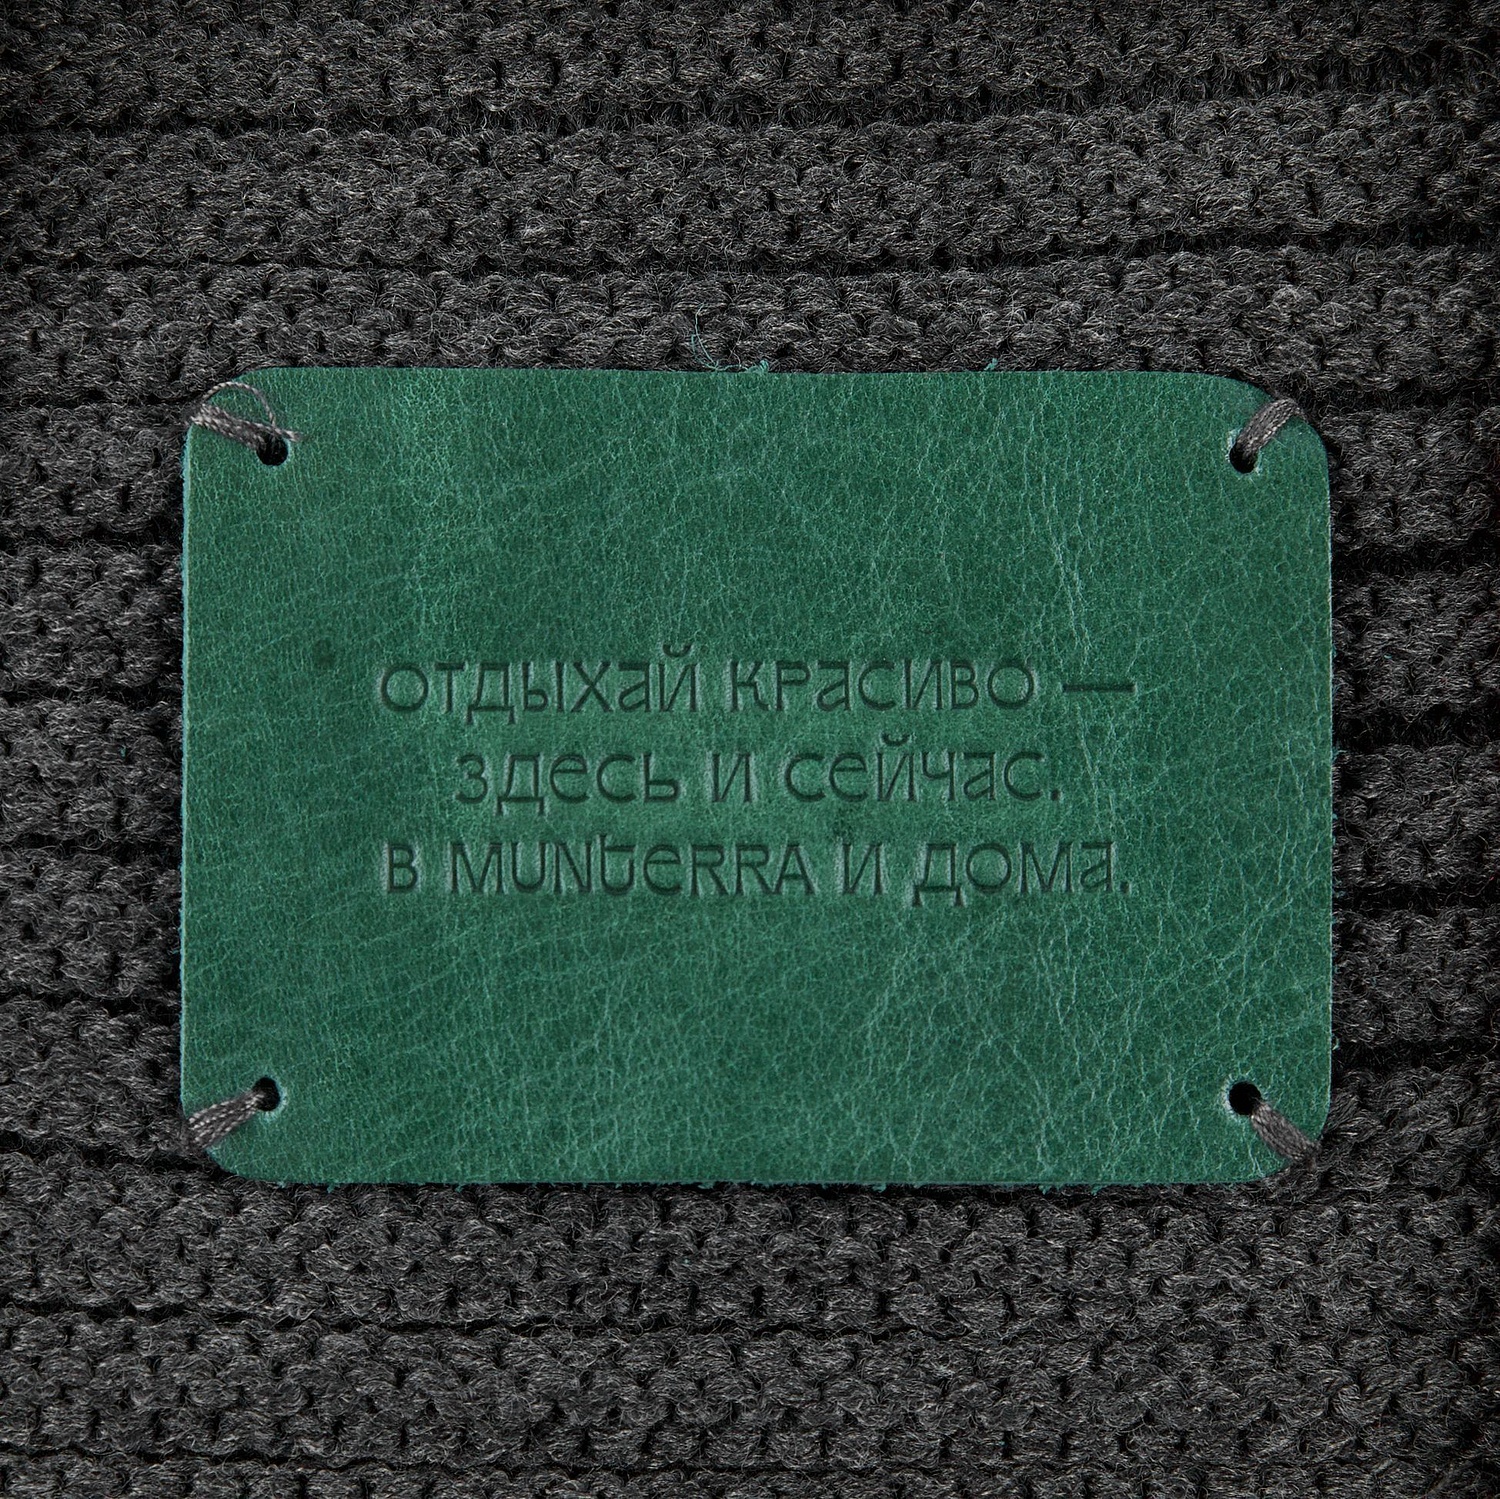 отдыхай красиво —
здесь и сейчас.
в MUNterRA и дома.